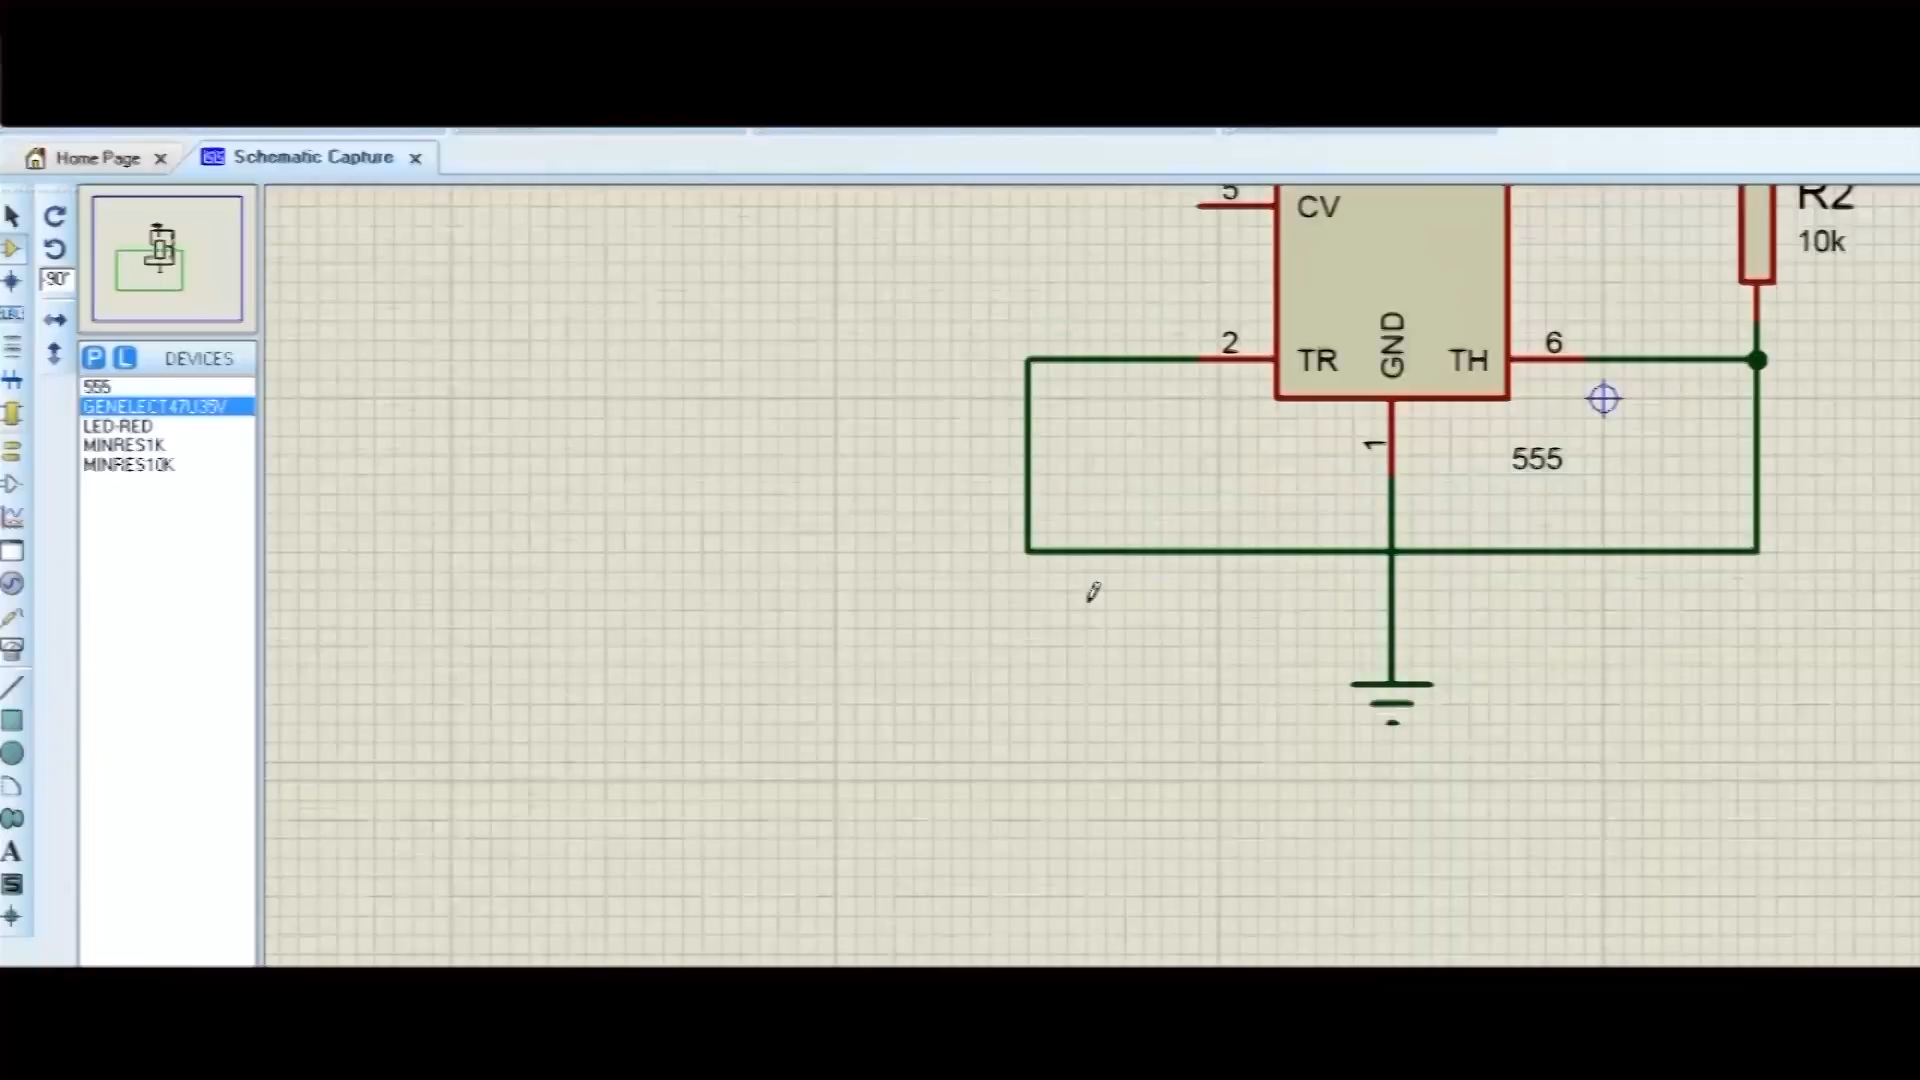 Home Page
Schematic Capture
5
CV
R2
10k
-90°
LBL
P L DEVICES
555
GENELECT47U35V
LED-RED
MINRES1K
MINRES10K
2
TR
GND
TH
6
1
555
A
S